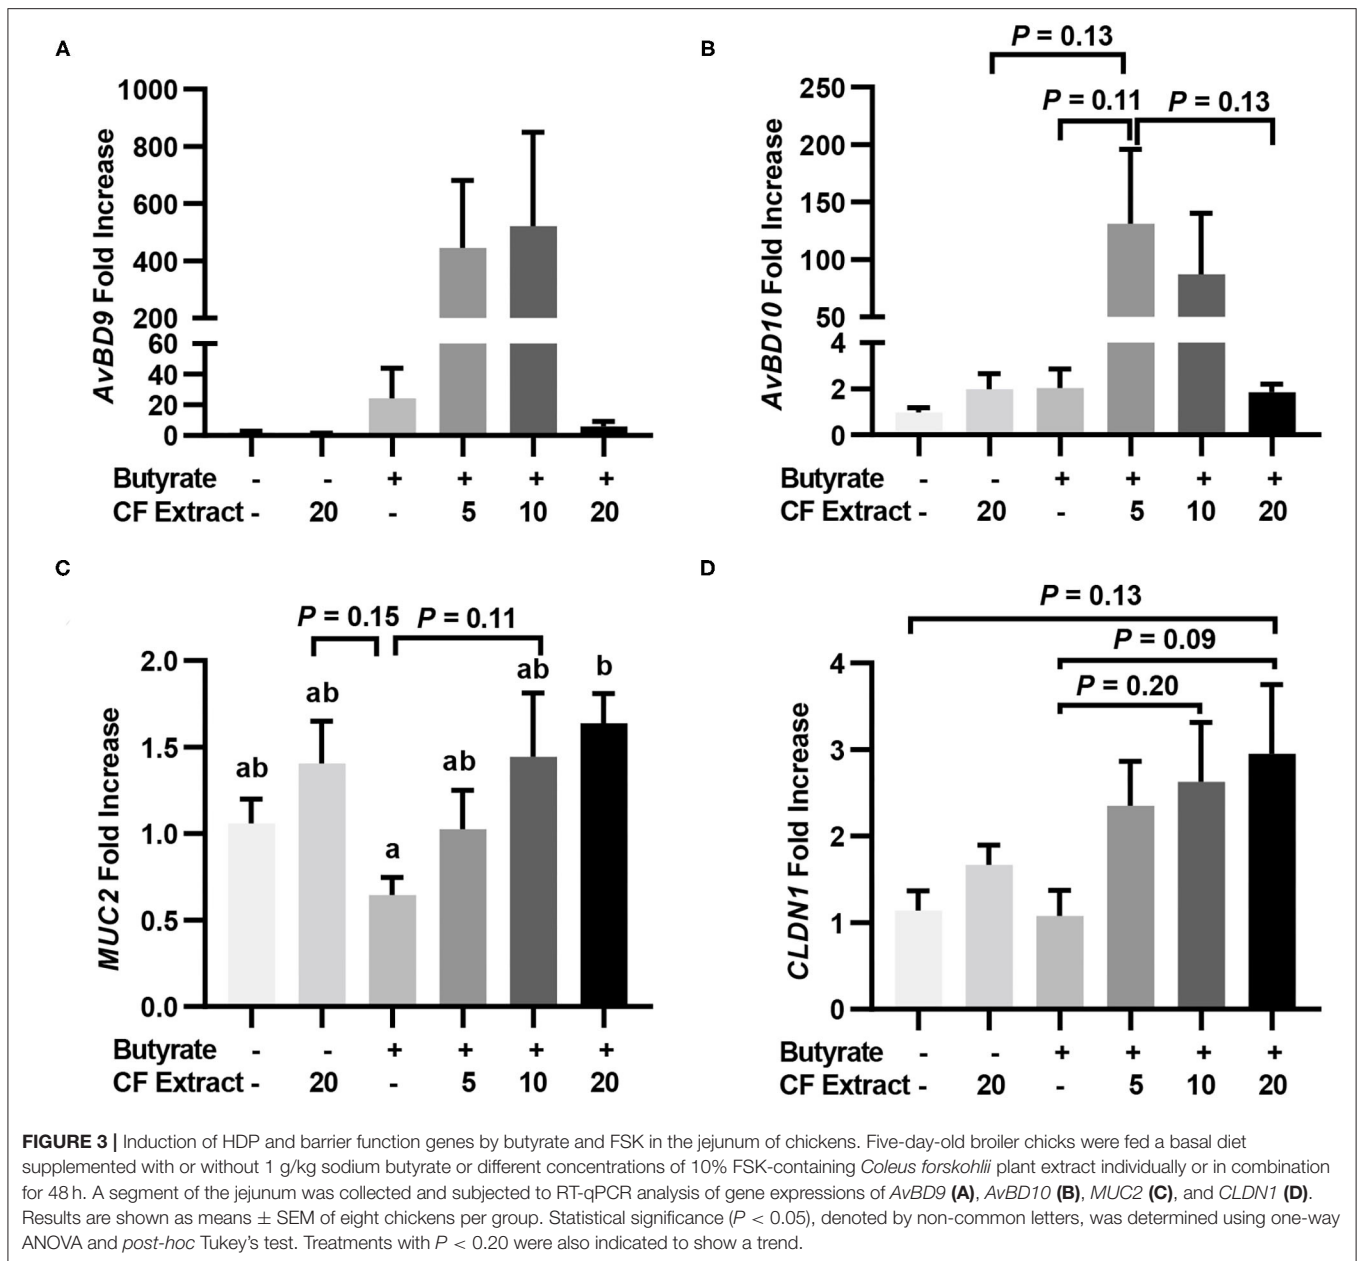 A
1000
800
600
400
200
60
40
20
0
AvBD9 Fold Increase
Butyrate - - + + + +
CF Extract - 20 - 5 10 20
B
P = 0.13
P = 0.11
P = 0.13
250
200
150
100
50
4
2
0
AvBD10 Fold Increase
Butyrate - - + + + +
CF Extract - 20 - 5 10 20
C
P = 0.15
P = 0.11
2.0
1.5
1.0
0.5
0.0
MUC2 Fold Increase
ab
ab
a
ab
ab
b
Butyrate - - + + + +
CF Extract - 20 - 5 10 20
D
P = 0.13
P = 0.09
P = 0.20
4
3
2
1
0
CLDN1 Fold Increase
Butyrate - - + + + +
CF Extract - 20 - 5 10 20
FIGURE 3 | Induction of HDP and barrier function genes by butyrate and FSK in the jejunum of chickens. Five-day-old broiler chicks were fed a basal diet
supplemented with or without 1 g/kg sodium butyrate or different concentrations of 10% FSK-containing Coleus forskohlii plant extract individually or in combination
for 48 h. A segment of the jejunum was collected and subjected to RT-qPCR analysis of gene expressions of AvBD9 (A), AvBD10 (B), MUC2 (C), and CLDN1 (D).
Results are shown as means ± SEM of eight chickens per group. Statistical significance (P < 0.05), denoted by non-common letters, was determined using one-way
ANOVA and post-hoc Tukey's test. Treatments with P < 0.20 were also indicated to show a trend.